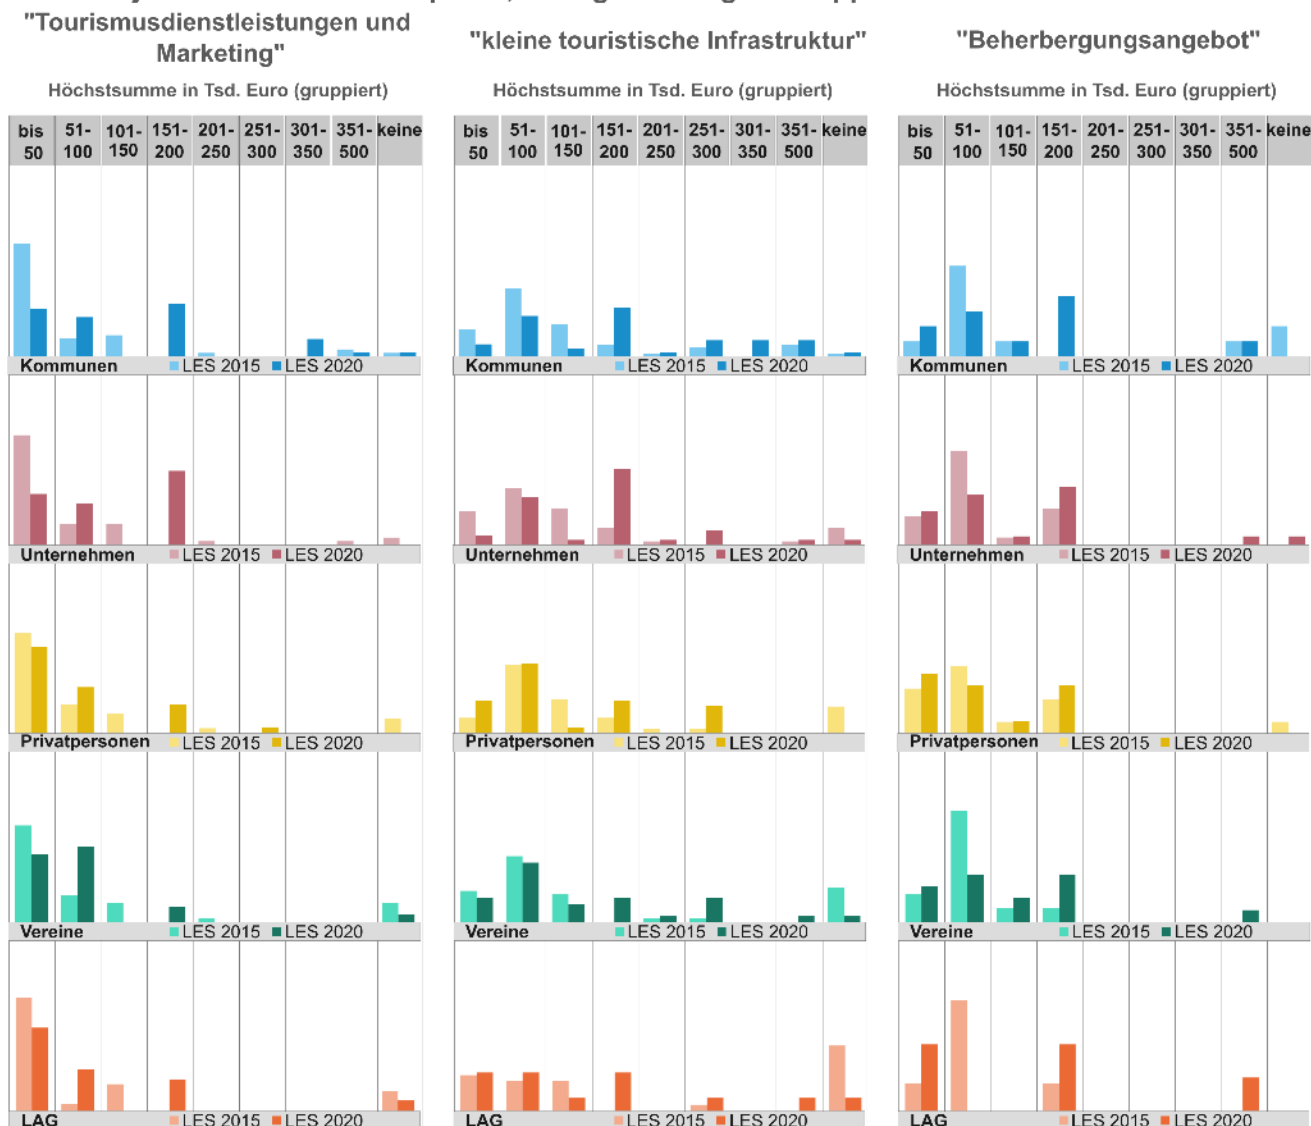 "Tourismusdienstleistungen und
Marketing"
Höchstsumme in Tsd. Euro (gruppiert)
bis 50 51-100 101-150 151-200 201-250 251-300 301-350 351-500 keine
Kommunen LES 2015 LES 2020
Unternehmen LES 2015 LES 2020
Privatpersonen LES 2015 LES 2020
Vereine LES 2015 LES 2020
LAG LES 2015 LES 2020
"kleine touristische Infrastruktur"
Höchstsumme in Tsd. Euro (gruppiert)
bis 50 51-100 101-150 151-200 201-250 251-300 301-350 351-500 keine
Kommunen LES 2015 LES 2020
Unternehmen LES 2015 LES 2020
Privatpersonen LES 2015 LES 2020
Vereine LES 2015 LES 2020
LAG LES 2015 LES 2020
"Beherbergungsangebot"
Höchstsumme in Tsd. Euro (gruppiert)
bis 50 51-100 101-150 151-200 201-250 251-300 301-350 351-500 keine
Kommunen LES 2015 LES 2020
Unternehmen LES 2015 LES 2020
Privatpersonen LES 2015 LES 2020
Vereine LES 2015 LES 2020
LAG LES 2015 LES 2020